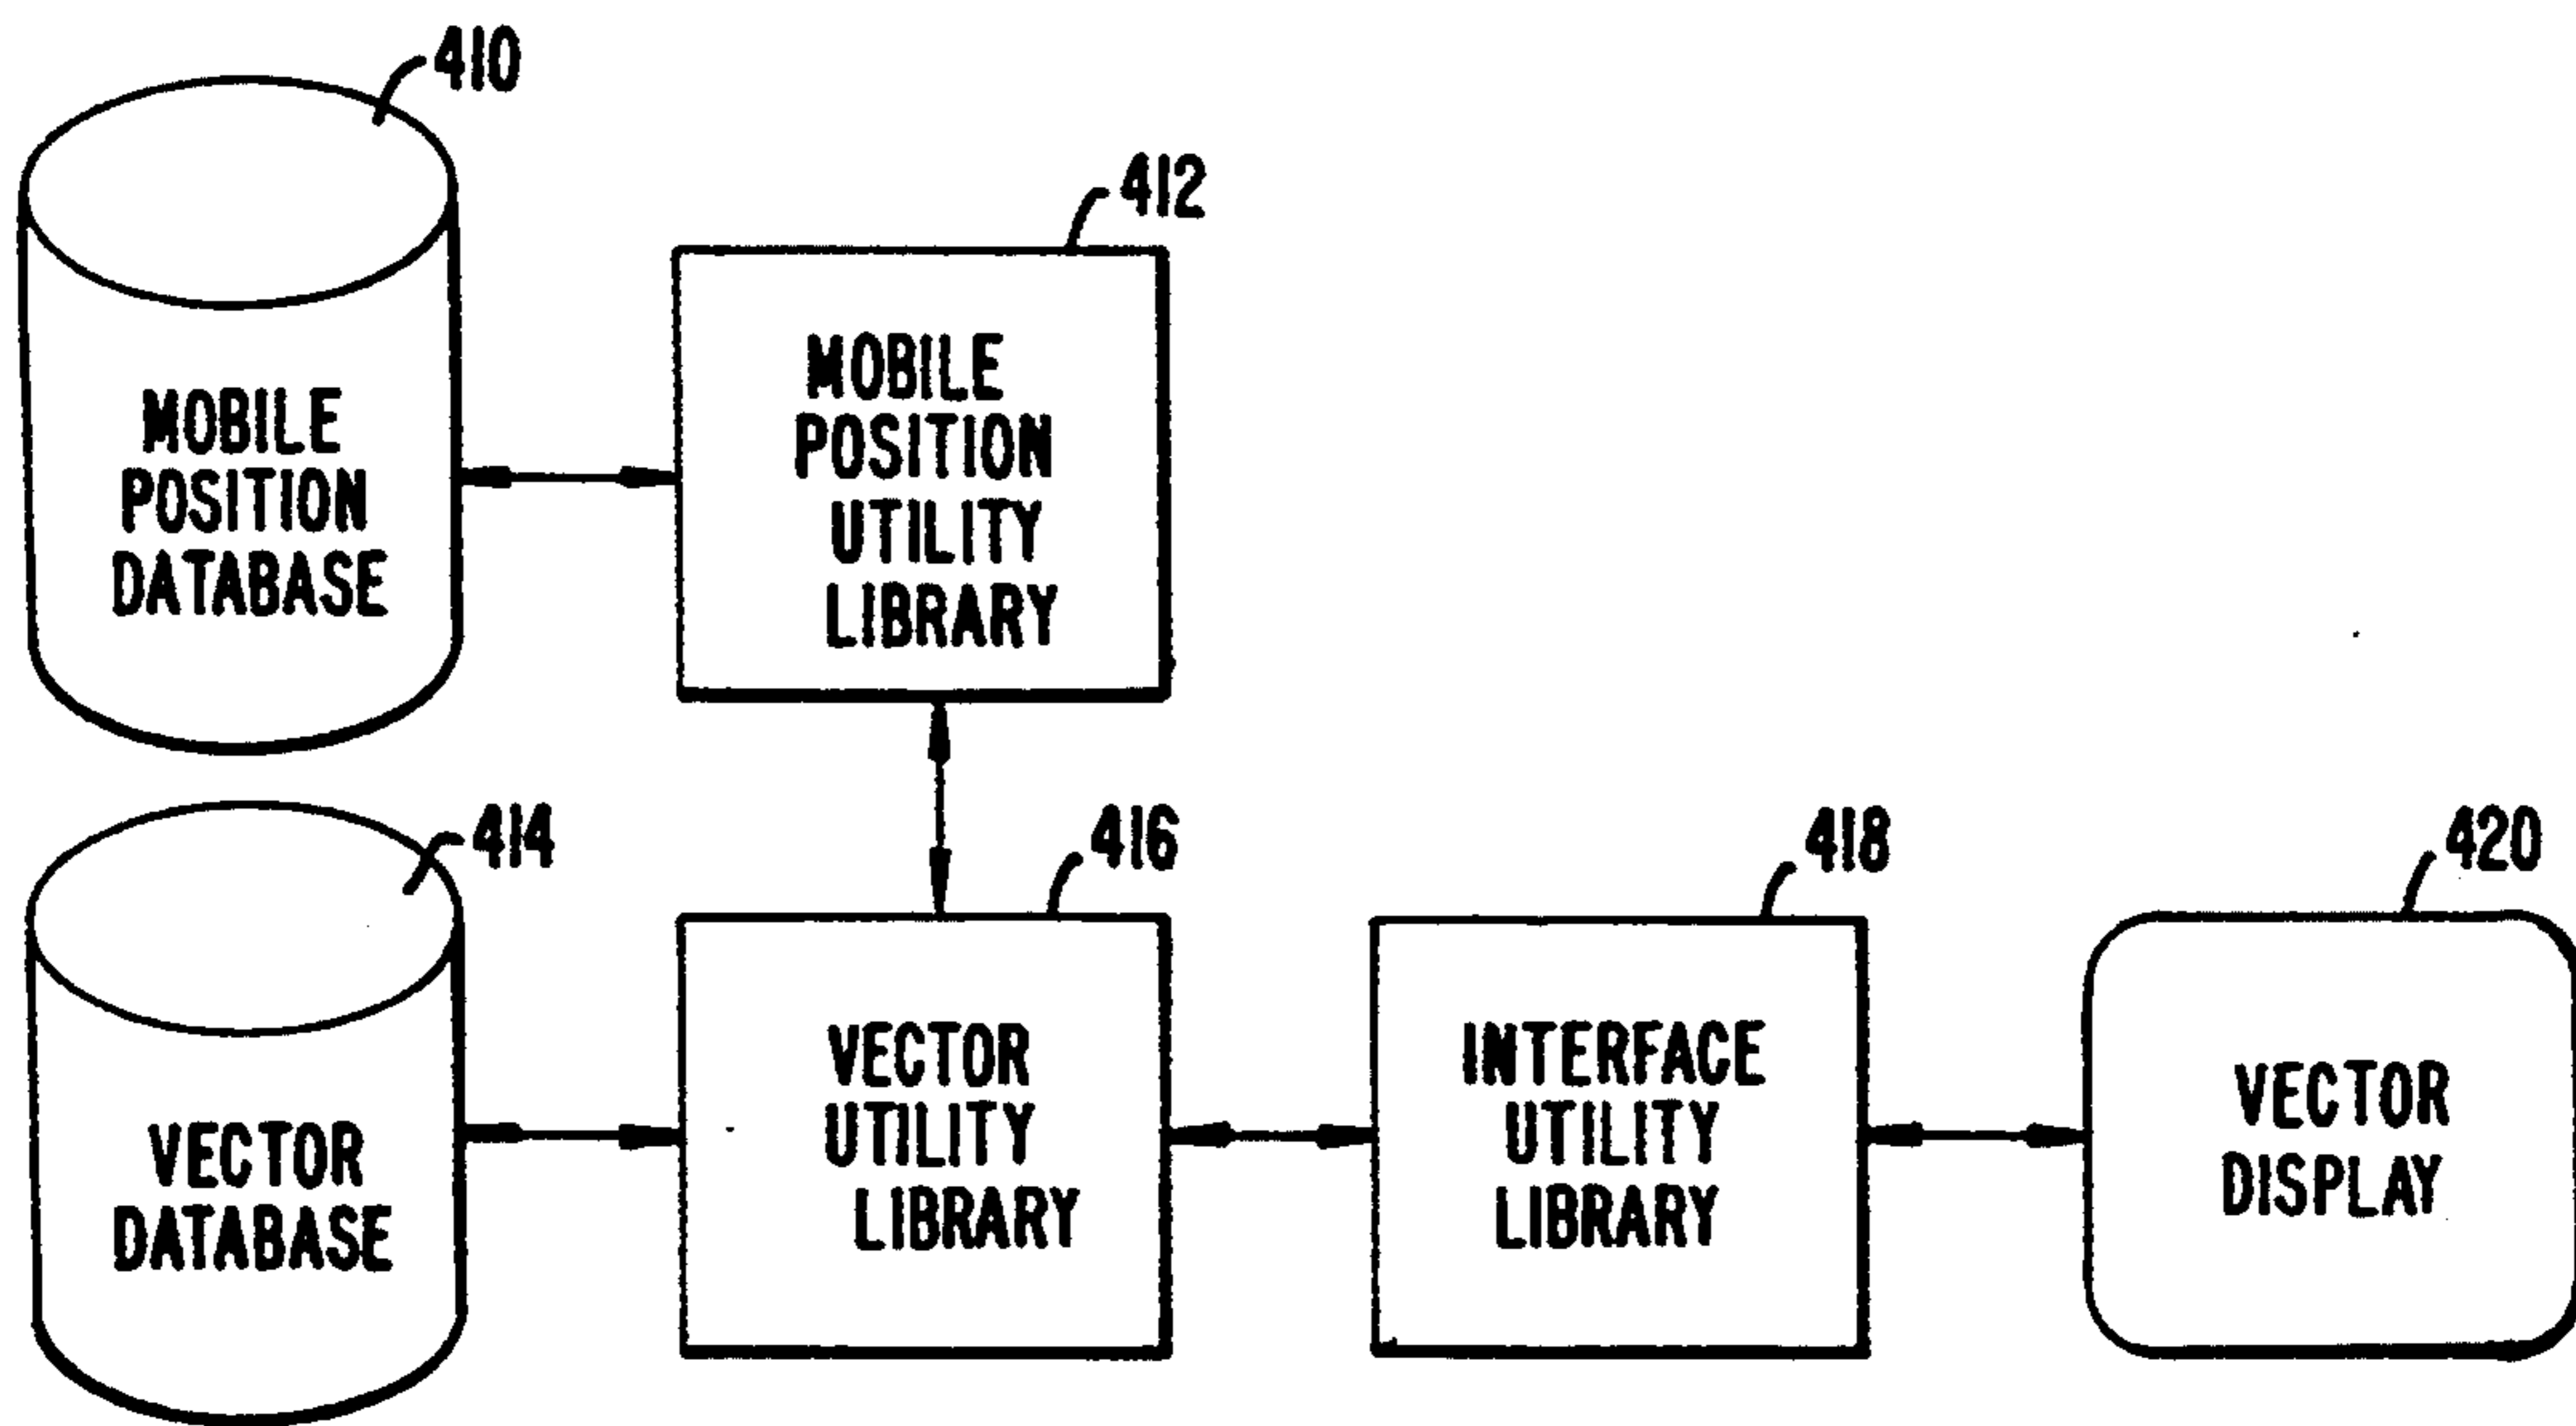 410
MOBILE
POSITION
DATABASE
412
MOBILE
POSITION
UTILITY
LIBRARY
414
VECTOR
DATABASE
416
VECTOR
UTILITY
LIBRARY
418
INTERFACE
UTILITY
LIBRARY
420
VECTOR
DISPLAY